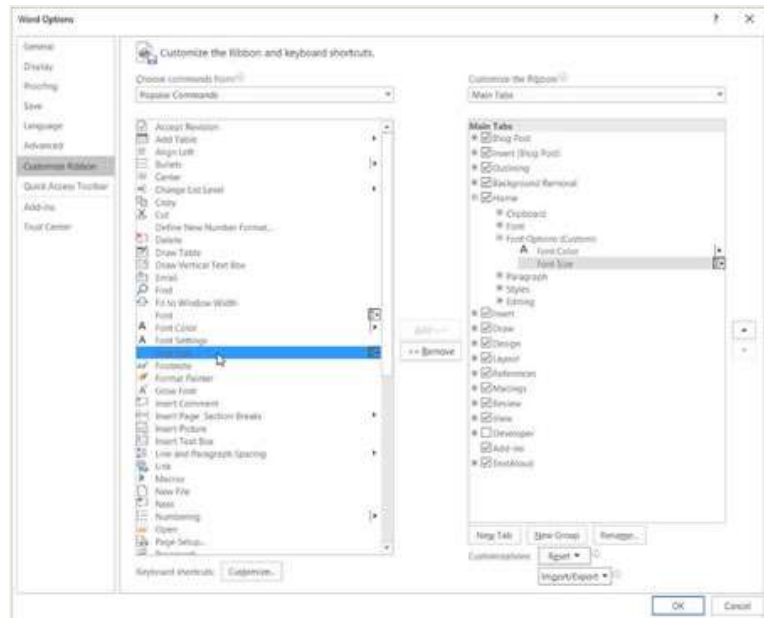 Word Options
General
Display
Proofing
Save
Language
Advanced
Customize Ribbon
Quick Access Toolbar
Add-ins
Trust Center
Customize the Ribbon and keyboard shortcuts.
Choose commands from:
Popular Commands
Accept Revision
Add Table
Align Left
Bullets
Center
Change List Level
Copy
Cut
Define New Number Format...
Delete
Draw Table
Draw Vertical Text Box
Email
Find
Fit to Window Width
Font
Font Color
Font Settings
Footnote
Format Painter
Grow Font
Insert Comment
Insert Page Section Breaks
Insert Picture
Insert Text Box
Line and Paragraph Spacing
Link
Macros
New File
Next
Numbering
Open
Page Setup...
Keyboard shortcuts:
Customize...
Add >>
<< Remove
Customize the Ribbon:
Main Tabs
Main Tabs
Blog Post
Insert (Blog Post)
Outlining
Background Removal
Home
Clipboard
Font
Font Options (Custom)
Font Color
Font Size
Paragraph
Styles
Editing
Insert
Draw
Design
Layout
References
Mailings
Review
View
Developer
Add-ins
New Tab
New Group
Rename...
Customizations:
Reset
Import/Export
OK
Cancel